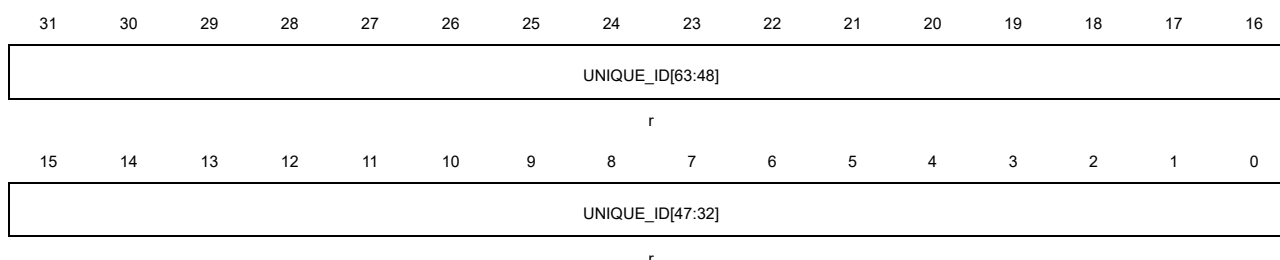 31 30 29 28 27 26 25 24 23 22 21 20 19 18 17 16
UNIQUE_ID[63:48]
r
15 14 13 12 11 10 9 8 7 6 5 4 3 2 1 0
UNIQUE_ID[47:32]
r